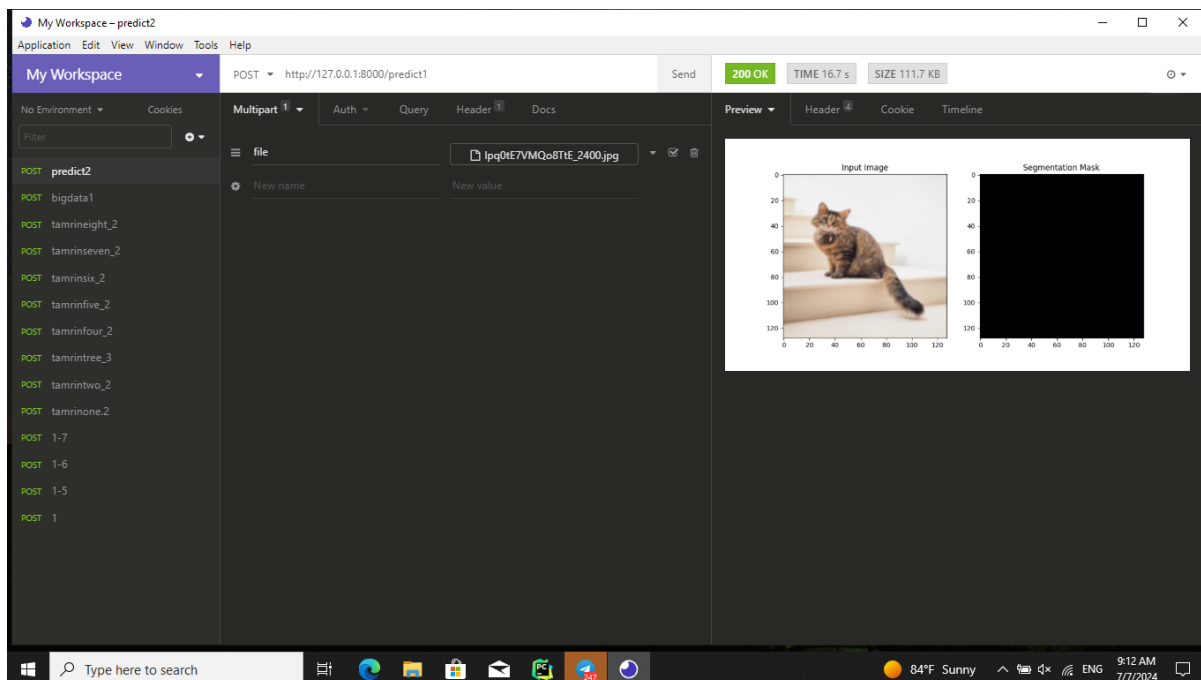 My Workspace – predict2
Application Edit View Window Tools Help
My Workspace
POST http://127.0.0.1:8000/predict1
Send
200 OK TIME 16.7 s SIZE 111.7 KB
No Environment Cookies
Multipart 1 Auth Query Header 1 Docs
Preview Header 4 Cookie Timeline
Filter
file lpq0tE7VMQo8TtE_2400.jpg
New name New value
POST predict2
POST bigdata1
POST tamrineight_2
POST tamrinseven_2
POST tamrinsix_2
POST tamrinfive_2
POST tamrinfour_2
POST tamrintree_3
POST tamrintwo_2
POST tamrinone.2
POST 1-7
POST 1-6
POST 1-5
POST 1
Input Image
0
20
40
60
80
100
120
0 20 40 60 80 100 120
Segmentation Mask
0
20
40
60
80
100
120
0 20 40 60 80 100 120
Type here to search
PC
247
84°F Sunny
ENG
9:12 AM
7/7/2024